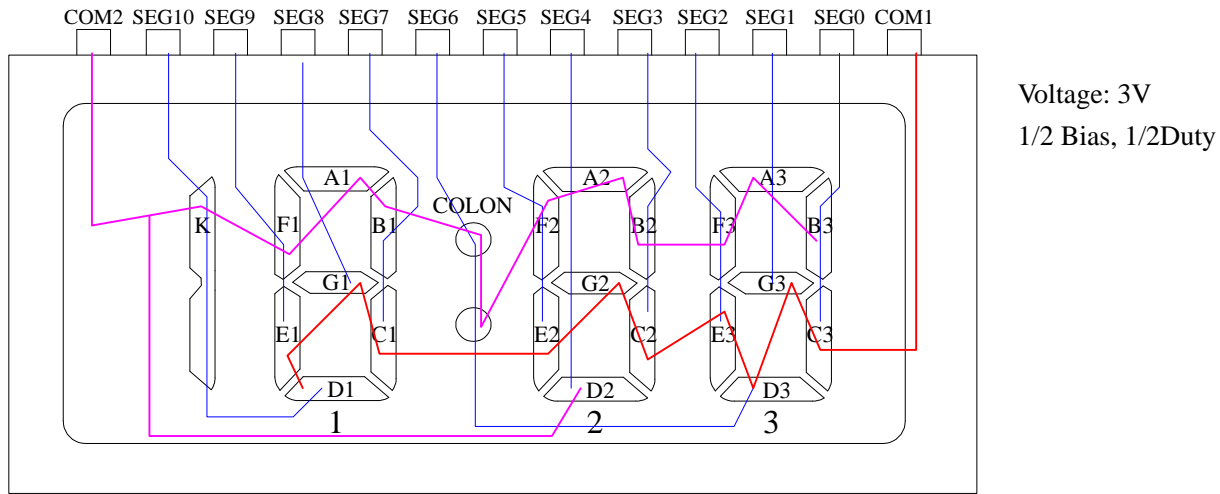 COM2 SEG10 SEG9 SEG8 SEG7 SEG6 SEG5 SEG4 SEG3 SEG2 SEG1 SEG0 COM1
Voltage: 3V
1/2 Bias, 1/2Duty
A1 A2 A3
K F1 B1 COLON F2 B2 F3 B3
G1 G2 G3
E1 C1 E2 C2 E3 C3
D1 D2 D3
1 2 3